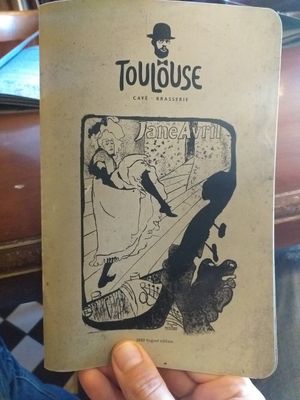 TOULOUSE
CAFÉ · BRASSERIE
Jane Avril